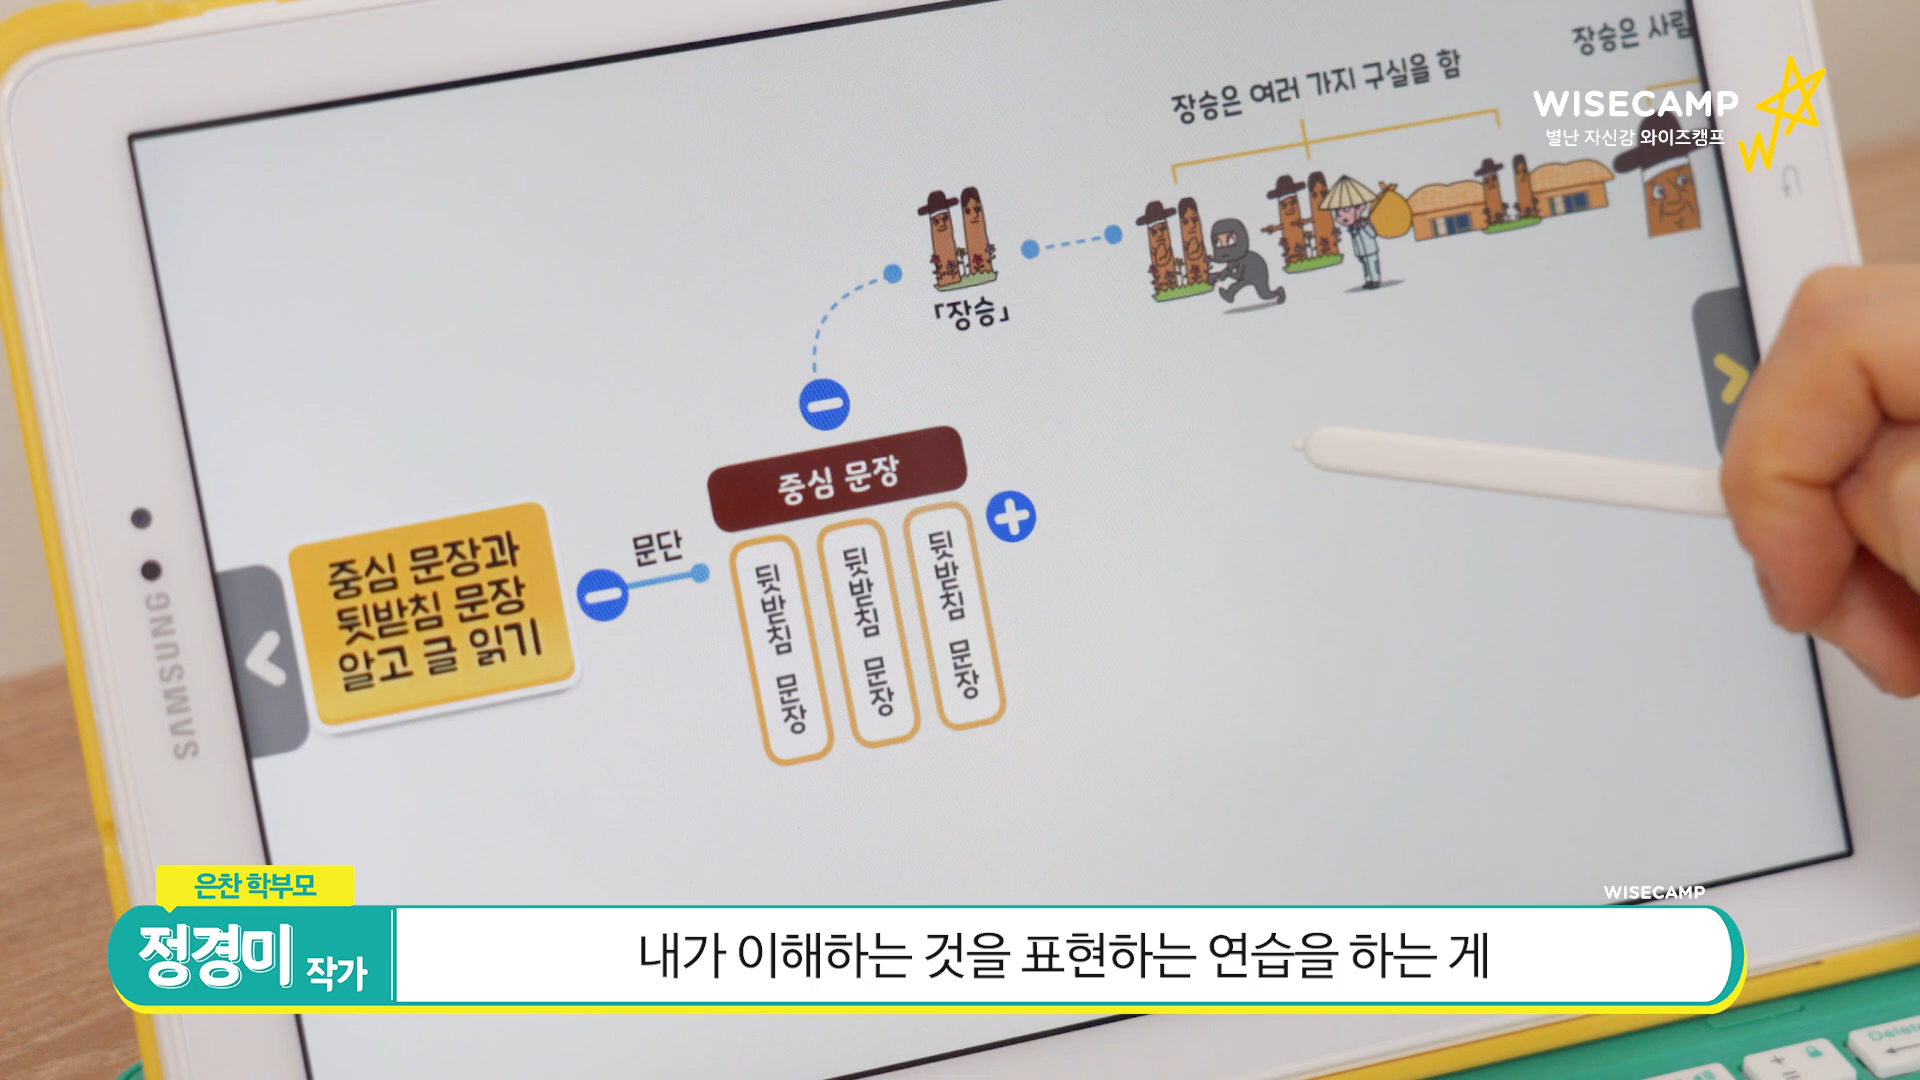 장승은 사람
장승은 여러 가지 구실을 함
WISECAMP
별난 자신감 와이즈캠프
「장승」
중심 문장
문단
중심 문장과
뒷받침 문장
알고 글 읽기
뒷받침 문장
뒷받침 문장
뒷받침 문장
SAMSUNG
은찬 학부모
정경미 작가
내가 이해하는 것을 표현하는 연습을 하는 게
WISECAMP
Delete